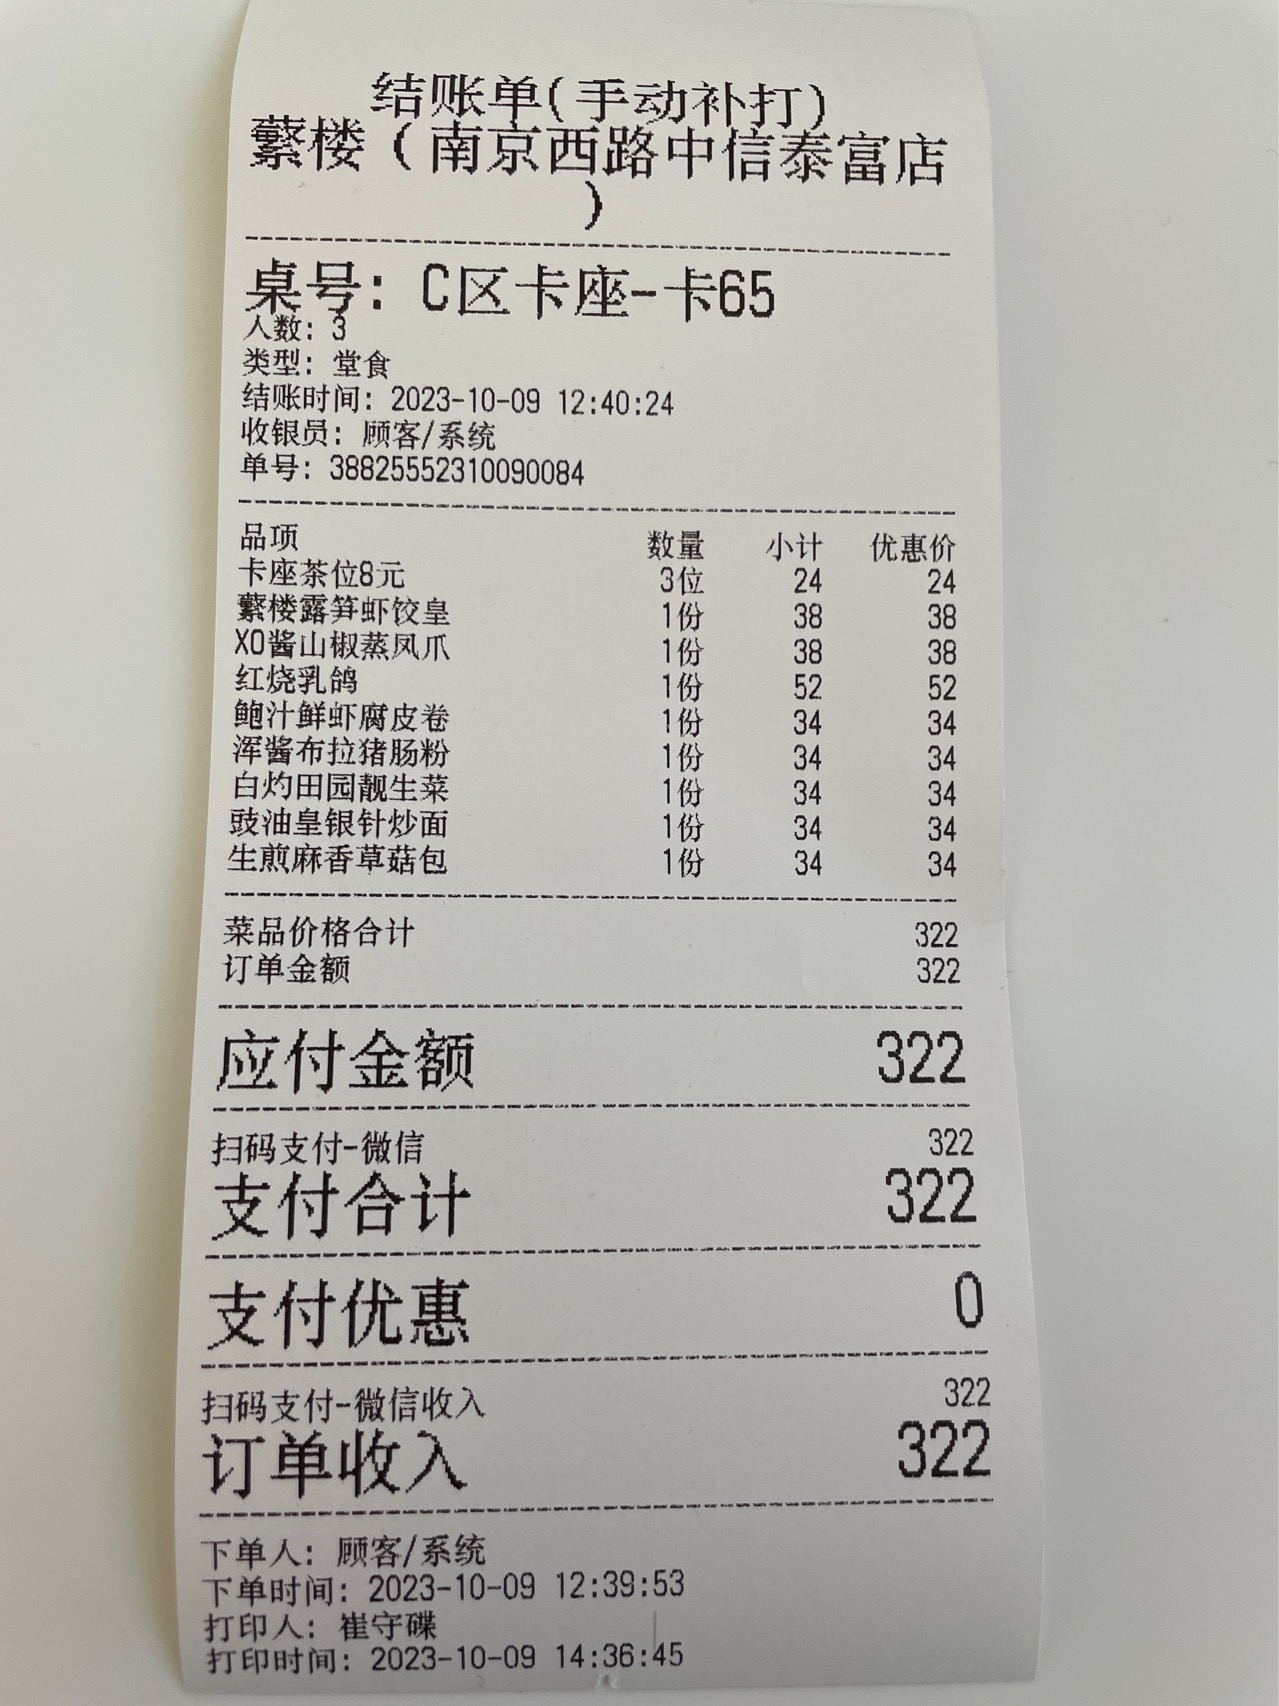 结账单(手动补打)
蘩楼（南京西路中信泰富店
）
桌号：C区卡座-卡65
人数：3
类型：堂食
结账时间：2023-10-09 12:40:24
收银员：顾客/系统
单号：38825552310090084
品项 数量 小计 优惠价
卡座茶位8元 3位 24 24
蘩楼露笋虾饺皇 1份 38 38
XO酱山椒蒸凤爪 1份 38 38
红烧乳鸽 1份 52 52
鲍汁鲜虾腐皮卷 1份 34 34
浑酱布拉猪肠粉 1份 34 34
白灼田园靓生菜 1份 34 34
豉油皇银针炒面 1份 34 34
生煎麻香草菇包 1份 34 34
菜品价格合计 322
订单金额 322
应付金额 322
扫码支付-微信 322
支付合计 322
支付优惠 0
扫码支付-微信收入 322
订单收入 322
下单人：顾客/系统
下单时间：2023-10-09 12:39:53
打印人：崔守碟
打印时间：2023-10-09 14:36:45